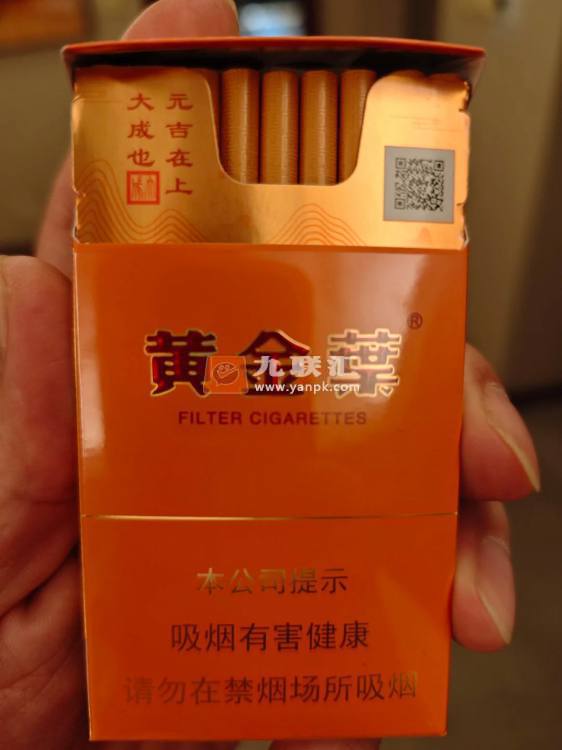 元吉在上
大成也
黄金葉®
九联汇
www.yanpk.com
FILTER CIGARETTES
本公司提示
吸烟有害健康
请勿在禁烟场所吸烟